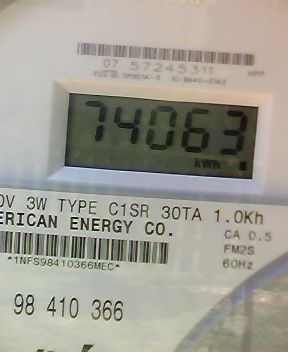 07 57245311
74063
kWh
0V 3W TYPE C1SR 30TA 1.0Kh
ERICAN ENERGY CO.
CA 0.5
FM2S
60Hz
*1NFS98410366MEC*
98 410 366